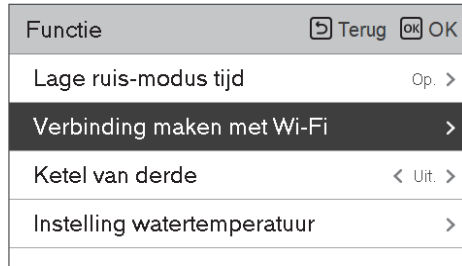 Functie Terug OK OK
Lage ruis-modus tijd Op. >
Verbinding maken met Wi-Fi >
Ketel van derde < Uit. >
Instelling watertemperatuur >